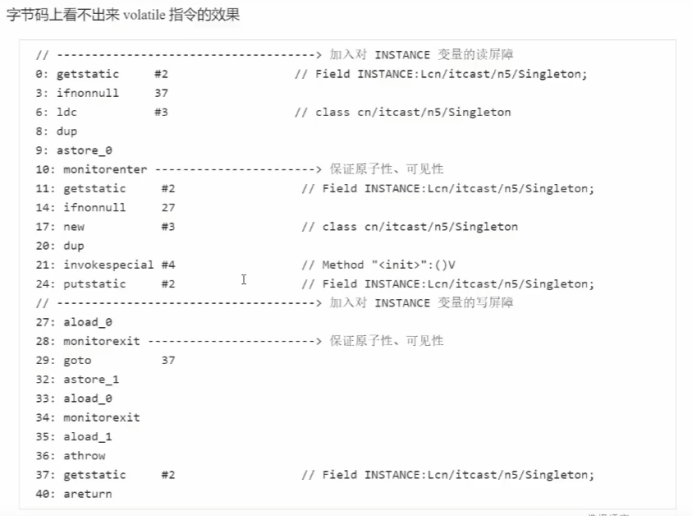 字节码上看不出来 volatile 指令的效果
// -------------------------------------> 加入对 INSTANCE 变量的读屏障
0: getstatic #2 // Field INSTANCE:Lcn/itcast/n5/Singleton;
3: ifnonnull 37
6: ldc #3 // class cn/itcast/n5/Singleton
8: dup
9: astore_0
10: monitorenter -----------------------> 保证原子性、可见性
11: getstatic #2 // Field INSTANCE:Lcn/itcast/n5/Singleton;
14: ifnonnull 27
17: new #3 // class cn/itcast/n5/Singleton
20: dup
21: invokespecial #4 // Method "<init>":()V
24: putstatic #2 // Field INSTANCE:Lcn/itcast/n5/Singleton;
// -------------------------------------> 加入对 INSTANCE 变量的写屏障
27: aload_0
28: monitorexit ------------------------> 保证原子性、可见性
29: goto 37
32: astore_1
33: aload_0
34: monitorexit
35: aload_1
36: athrow
37: getstatic #2 // Field INSTANCE:Lcn/itcast/n5/Singleton;
40: areturn